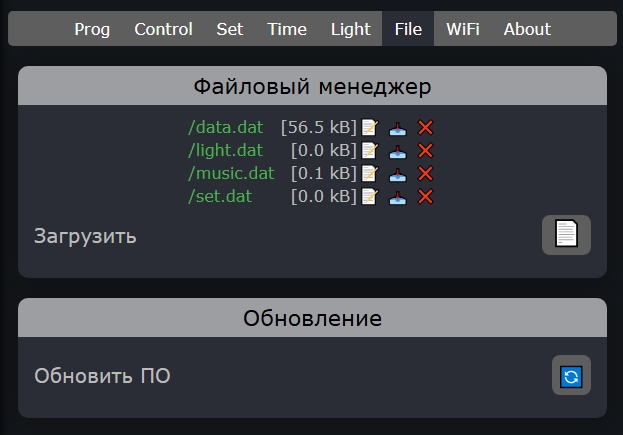 Prog Control Set Time Light File WiFi About
Файловый менеджер
/data.dat [56.5 kB]
/light.dat [0.0 kB]
/music.dat [0.1 kB]
/set.dat [0.0 kB]
Загрузить
Обновление
Обновить ПО